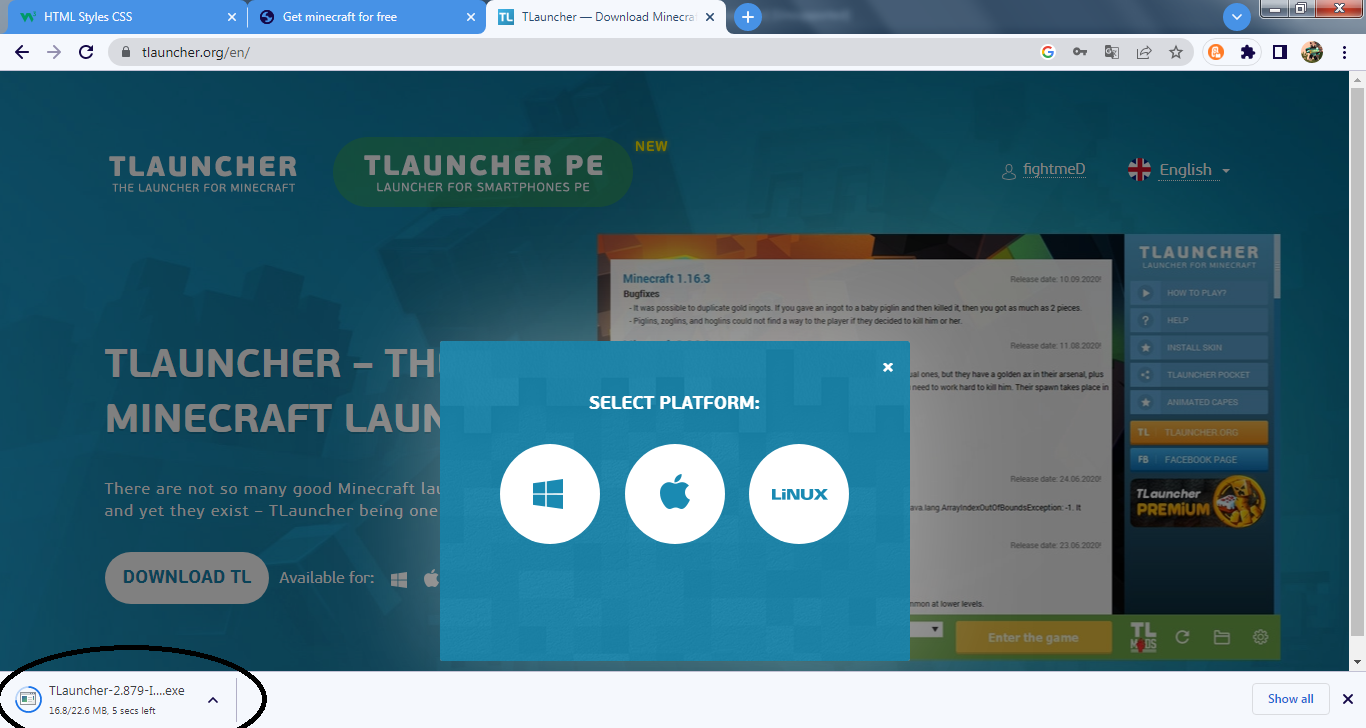 HTML Styles CSS
Get minecraft for free
TLauncher — Download Minecra
tlauncher.org/en/
TLAUNCHER
THE LAUNCHER FOR MINECRAFT
TLAUNCHER PE
LAUNCHER FOR SMARTPHONES PE
NEW
fightmeD
English
TLAUNCHER
LAUNCHER FOR MINECRAFT
Minecraft 1.16.3
Release date: 10.09.2020!
Bugfixes
- It was possible to duplicate gold ingots. If you gave an ingot to a baby piglin and then killed it, then you got as much as 2 pieces.
- Piglins, zoglins, and hoglins could not find a way to the player if they decided to kill him or her.
Release date: 11.08.2020!
ual ones, but they have a golden ax in their arsenal, plus
need to work hard to kill him. Their spawn takes place in
Release date: 24.06.2020!
ava.lang.ArrayIndexOutOfBoundsException: -1. It
Release date: 23.06.2020!
mmon at lower levels.
HOW TO PLAY?
HELP
INSTALL SKIN
TLAUNCHER POCKET
ANIMATED CAPES
TL TLAUNCHER.ORG
FB FACEBOOK PAGE
TLauncher
PREMIUM
TLAUNCHER – TH
MINECRAFT LAUN
There are not so many good Minecraft lau
and yet they exist – TLauncher being one
DOWNLOAD TL
Available for:
SELECT PLATFORM:
LiNUX
Enter the game
TL
MODS
TLauncher-2.879-I....exe
16.8/22.6 MB, 5 secs left
Show all